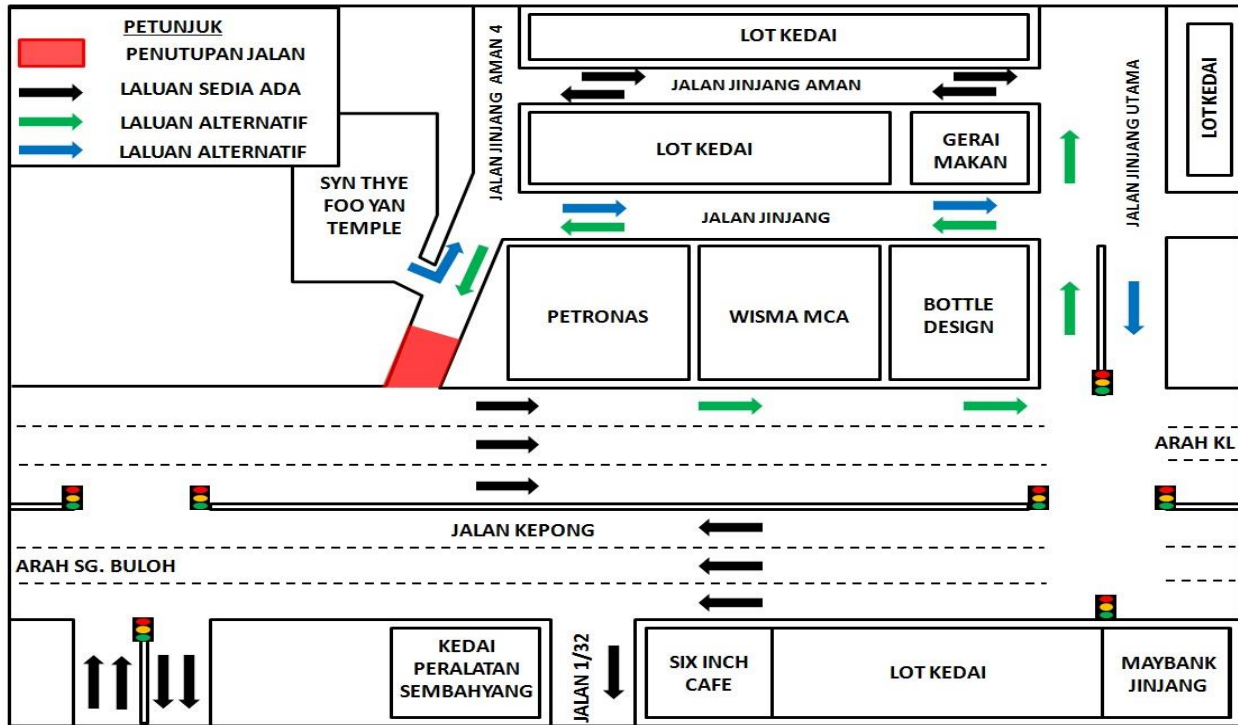 PETUNJUK
PENUTUPAN JALAN
LALUAN SEDIA ADA
LALUAN ALTERNATIF
LALUAN ALTERNATIF
SYN THYE
FOO YAN
TEMPLE
JALAN JINJANG AMAN 4
LOT KEDAI
JALAN JINJANG AMAN
LOT KEDAI
GERAI
MAKAN
JALAN JINJANG
JALAN JINJANG UTAMA
LOT KEDAI
PETRONAS
WISMA MCA
BOTTLE
DESIGN
ARAH KL
JALAN KEPONG
ARAH SG. BULOH
KEDAI
PERALATAN
SEMBAHYANG
JALAN 1/32
SIX INCH
CAFE
LOT KEDAI
MAYBANK
JINJANG